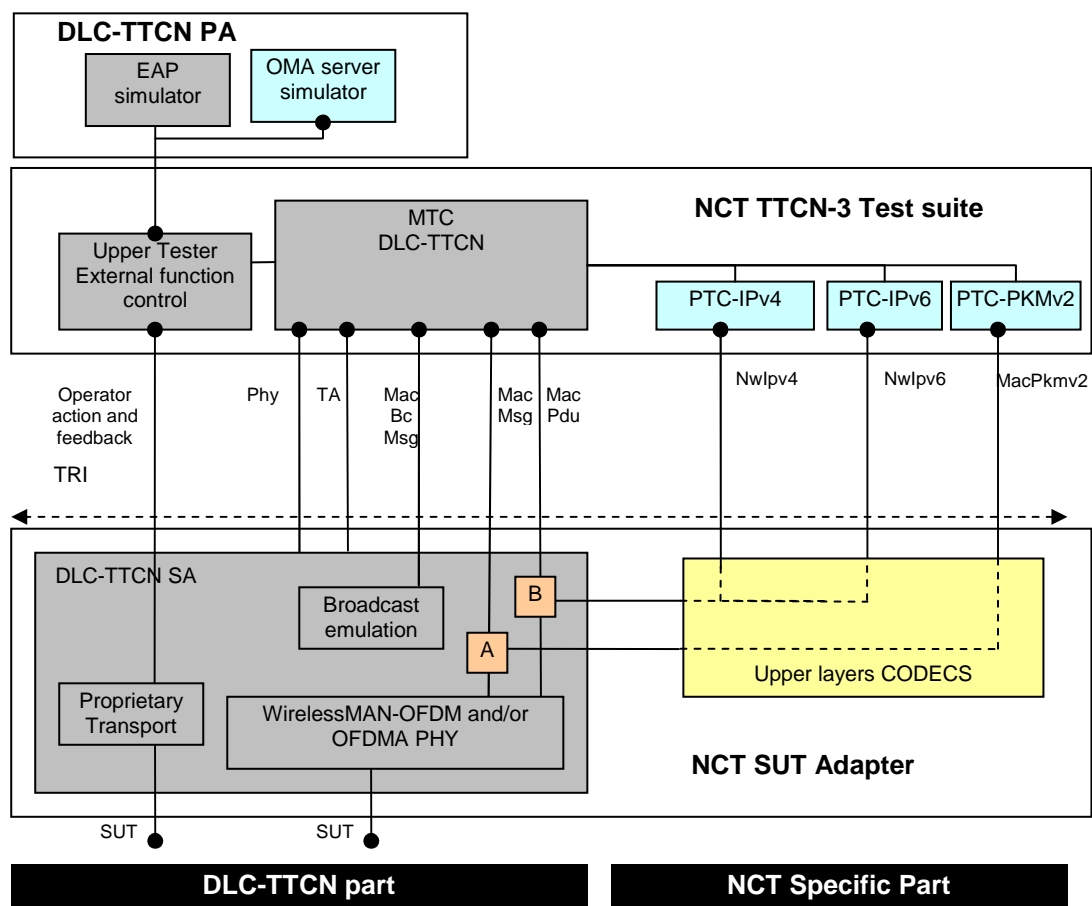 DLC-TTCN PA
EAP
simulator
OMA server
simulator
NCT TTCN-3 Test suite
MTC
DLC-TTCN
Upper Tester
External function
control
PTC-IPv4
PTC-IPv6
PTC-PKMv2
Operator
action and
feedback
Phy
TA
Mac
Bc
Msg
Mac
Msg
Mac
Pdu
NwIpv4
NwIpv6
MacPkmv2
TRI
DLC-TTCN SA
Broadcast
emulation
B
A
Upper layers CODECS
Proprietary
Transport
WirelessMAN-OFDM and/or
OFDMA PHY
NCT SUT Adapter
SUT
SUT
DLC-TTCN part
NCT Specific Part